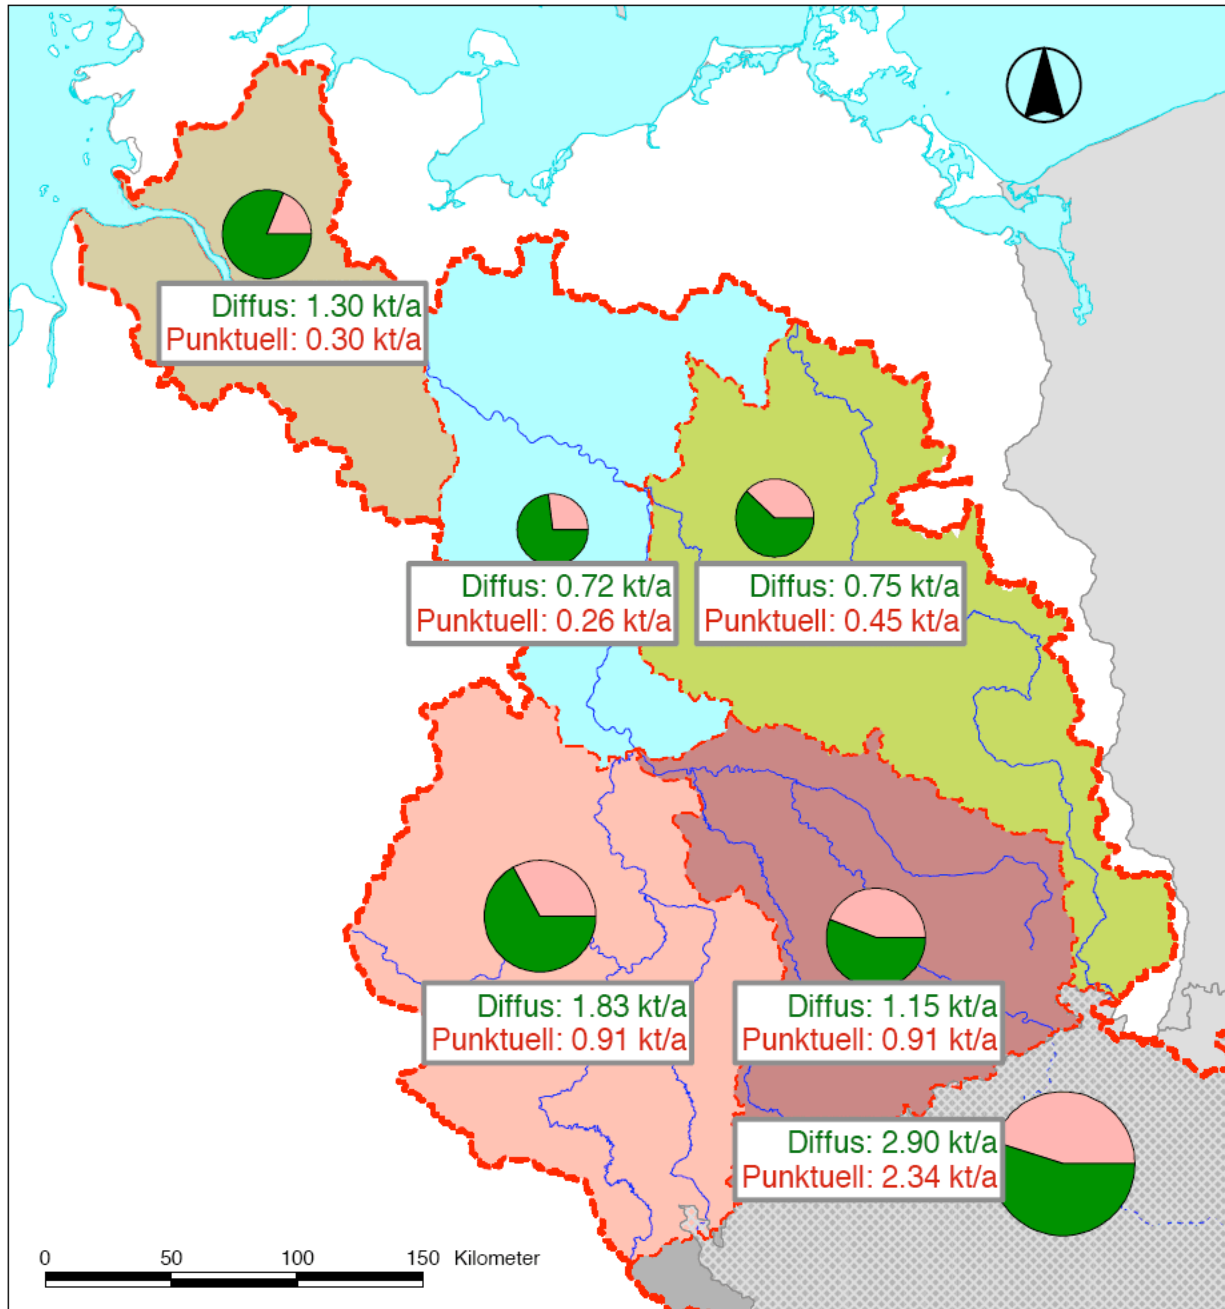 Diffus: 1.30 kt/a
Punktuell: 0.30 kt/a
Diffus: 0.72 kt/a
Punktuell: 0.26 kt/a
Diffus: 0.75 kt/a
Punktuell: 0.45 kt/a
Diffus: 1.83 kt/a
Punktuell: 0.91 kt/a
Diffus: 1.15 kt/a
Punktuell: 0.91 kt/a
Diffus: 2.90 kt/a
Punktuell: 2.34 kt/a
0 50 100 150 Kilometer